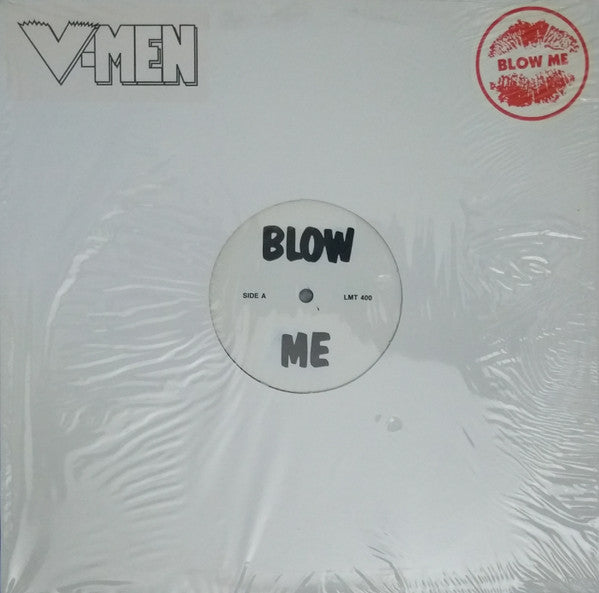 V-MEN
BLOW ME
BLOW
SIDE A
LMT 400
ME